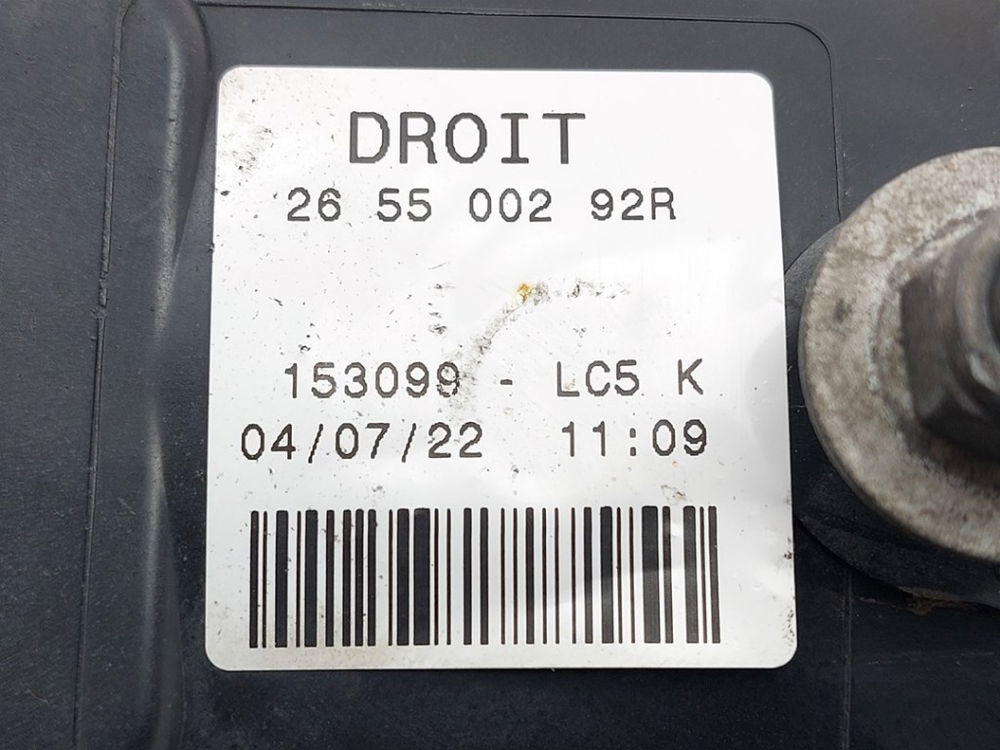 DROIT
26 55 002 92R
153099 - LC5 K
04/07/22 11:09